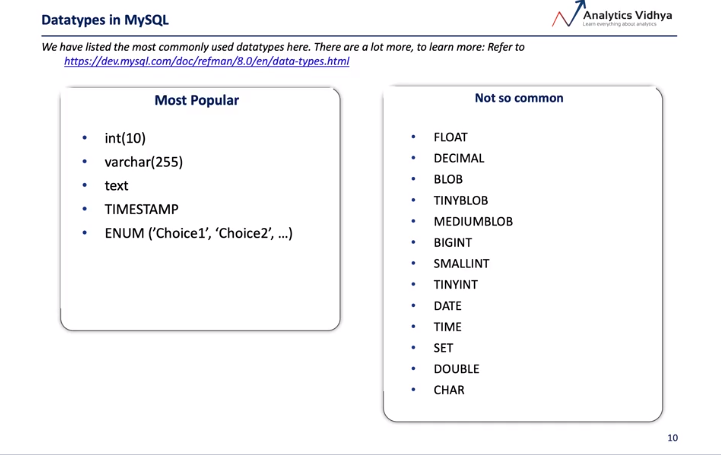 Datatypes in MySQL
Analytics Vidhya
Learn everything about analytics
We have listed the most commonly used datatypes here. There are a lot more, to learn more: Refer to
https://dev.mysql.com/doc/refman/8.0/en/data-types.html
Most Popular
• int(10)
• varchar(255)
• text
• TIMESTAMP
• ENUM (‘Choice1’, ‘Choice2’, …)
Not so common
• FLOAT
• DECIMAL
• BLOB
• TINYBLOB
• MEDIUMBLOB
• BIGINT
• SMALLINT
• TINYINT
• DATE
• TIME
• SET
• DOUBLE
• CHAR
10